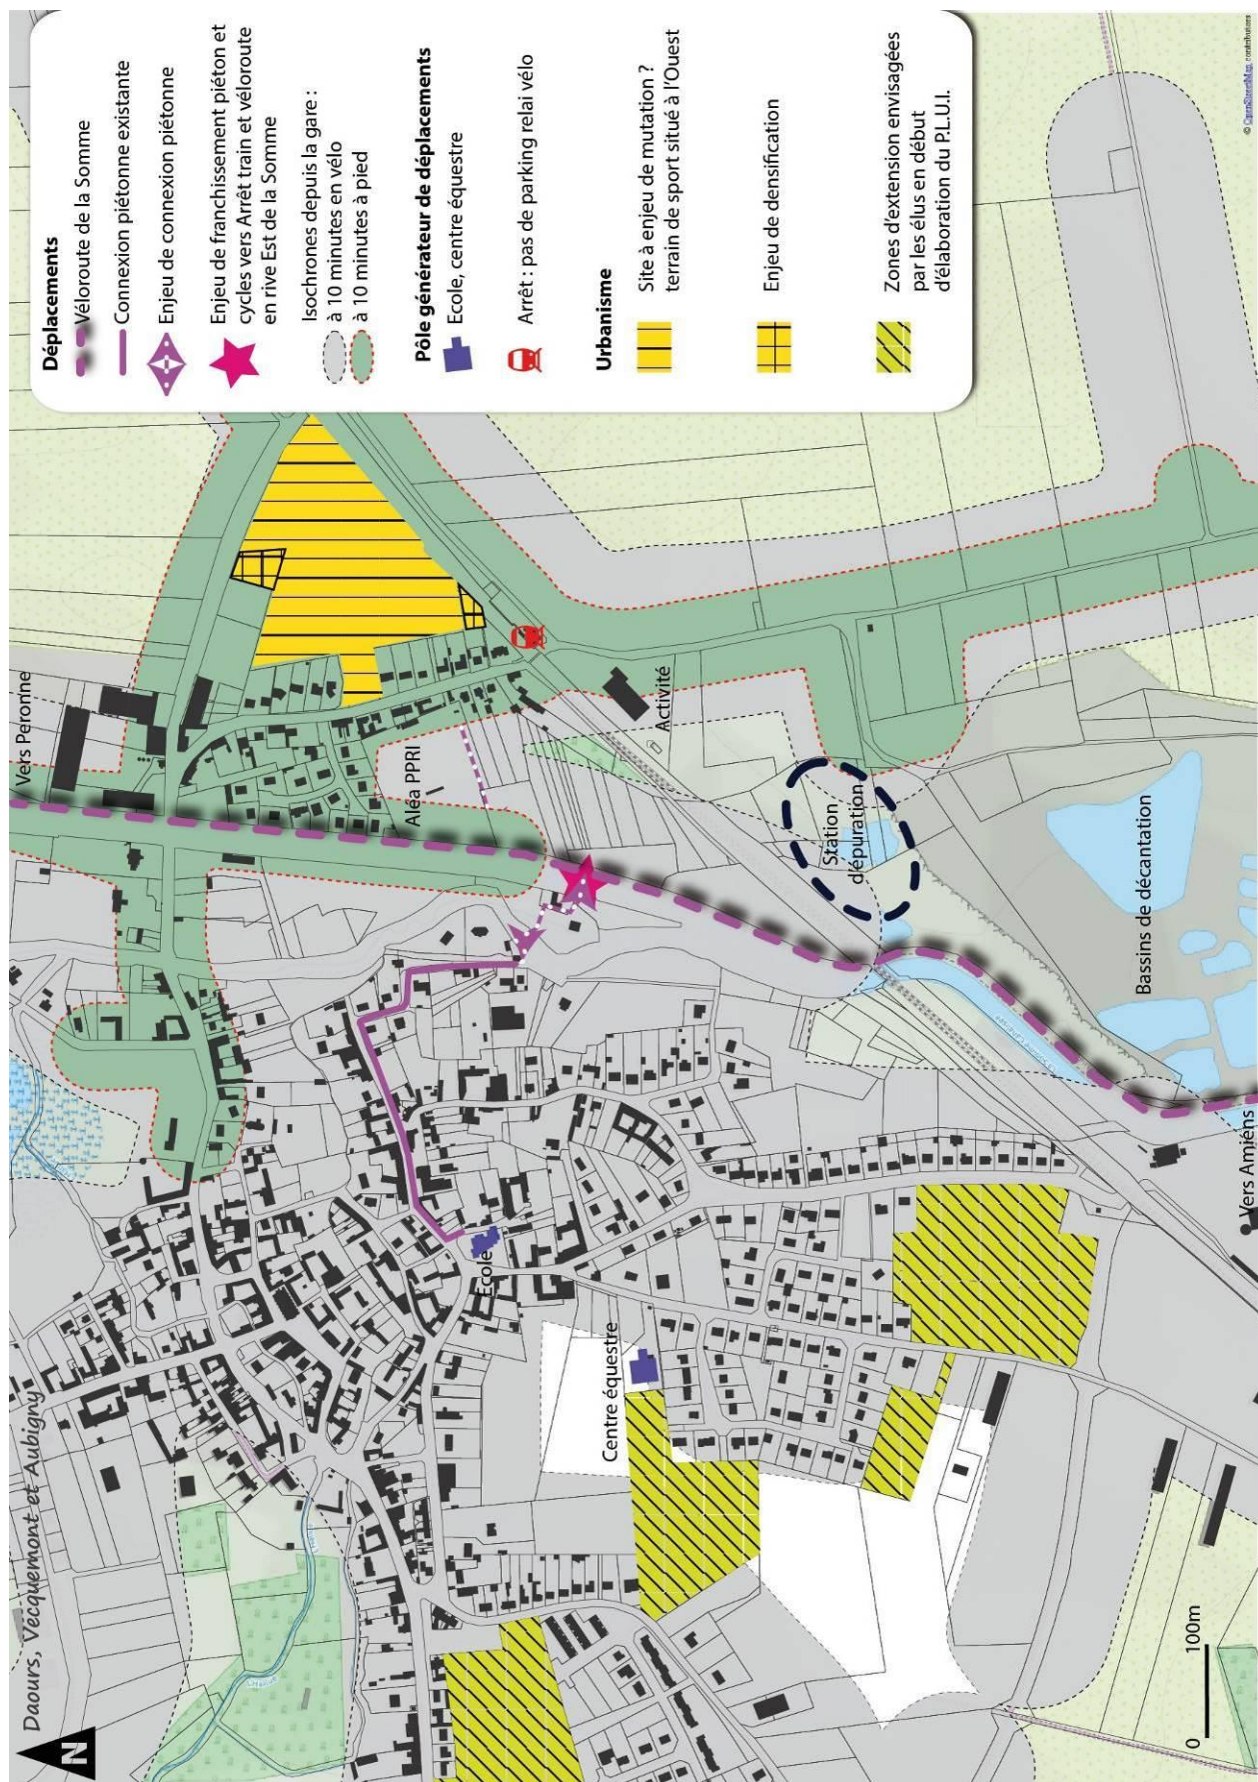 Daours, Vecquemont et Aubigny
N
Déplacements
Véloroute de la Somme
Connexion piétonne existante
Enjeu de connexion piétonne
Enjeu de franchissement piéton et
cycles vers Arrêt train et véloroute
en rive Est de la Somme
Isochrones depuis la gare :
à 10 minutes en vélo
à 10 minutes à pied
Pôle générateur de déplacements
Ecole, centre équestre
Arrêt : pas de parking relai vélo
Urbanisme
Site à enjeu de mutation ?
terrain de sport situé à l'Ouest
Enjeu de densification
Zones d'extension envisagées
par les élus en début
d'élaboration du P.L.U.I.
Vers Peronne
Aléa PPRI
Activité
Station
d'épuration
Bassins de décantation
Ecole
Centre équestre
Vers Amiens
0 100m
L'Hallue
© OpenStreetMap contributors